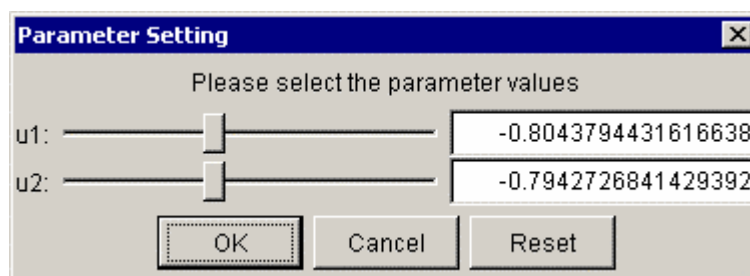 Parameter Setting
Please select the parameter values
u1: -0.8043794431616638
u2: -0.7942726841429392
OK Cancel Reset